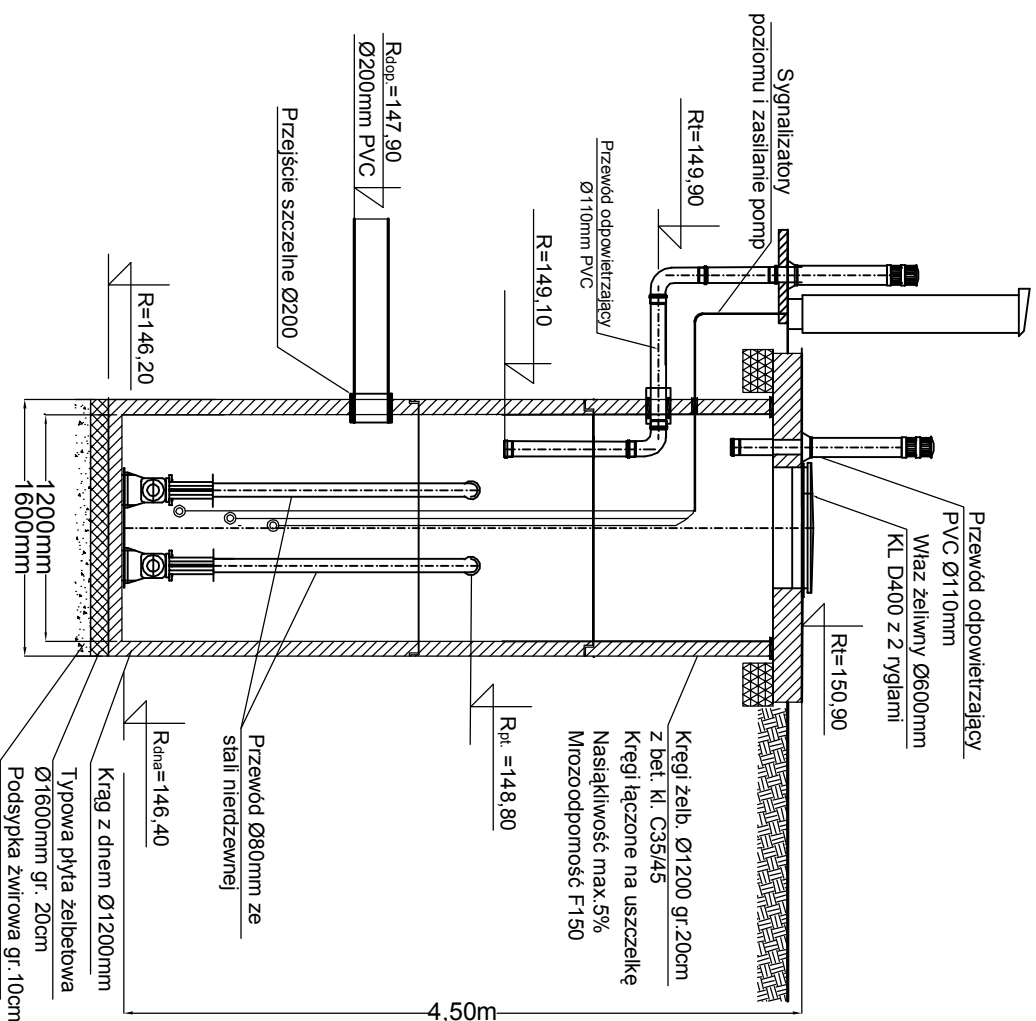 Sygnalizatory
poziomu i zasilanie pomp
Rt=149,90
Przewód odpowietrzający
Ø110mm PVC
R=149,10
Rdop.=147,90
Ø200mm PVC
Przejście szczelne Ø200
R=146,20
1200mm
1600mm
Przewód odpowietrzający
PVC Ø110mm
Właz żeliwny Ø600mm
KL D400 z 2 ryglami
Rt=150,90
Kręgi żelb. Ø1200 gr.20cm
z bet. kl. C35/45
Kręgi łączone na uszczelkę
Nasiąkliwość max.5%
Mrozoodporność F150
Rpt. =148,80
Przewód Ø80mm ze
stali nierdzewnej
Rdna=146,40
Krąg z dnem Ø1200mm
Typowa płyta żelbetowa
Ø1600mm gr. 20cm
Podsypka żwirowa gr.10cm
4,50m